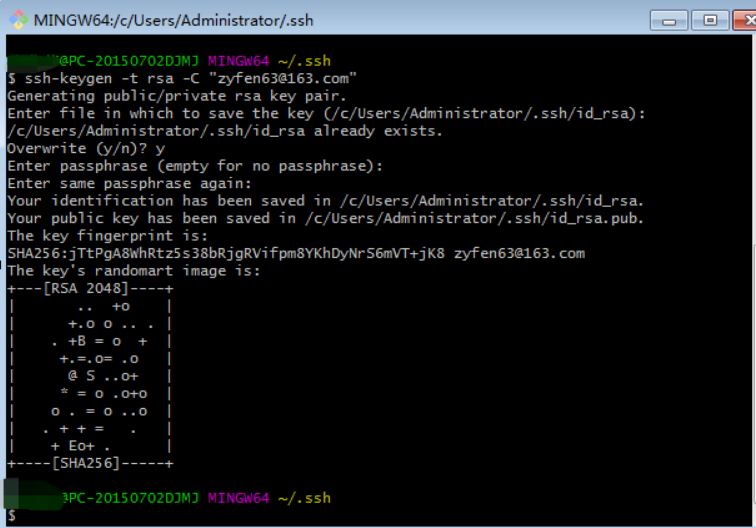 MINGW64:/c/Users/Administrator/.ssh
@PC-20150702DJMJ MINGW64 ~/.ssh
$ ssh-keygen -t rsa -C "zyfen63@163.com"
Generating public/private rsa key pair.
Enter file in which to save the key (/c/Users/Administrator/.ssh/id_rsa):
/c/Users/Administrator/.ssh/id_rsa already exists.
Overwrite (y/n)? y
Enter passphrase (empty for no passphrase):
Enter same passphrase again:
Your identification has been saved in /c/Users/Administrator/.ssh/id_rsa.
Your public key has been saved in /c/Users/Administrator/.ssh/id_rsa.pub.
The key fingerprint is:
SHA256:jTtPgA8WhRtz5s38bRjgRVifpm8YKhDyNrS6mVT+jK8 zyfen63@163.com
The key's randomart image is:
+---[RSA 2048]----+
|       ..  +o    |
|      +.o o .. . |
|    . +B = o  +  |
|     +.=.o= .o   |
|      @ S ..o+   |
|     * = o .o+o  |
|    o . = o ..o  |
|   . + + =   .   |
|    + Eo+ .      |
+----[SHA256]-----+
@PC-20150702DJMJ MINGW64 ~/.ssh
$